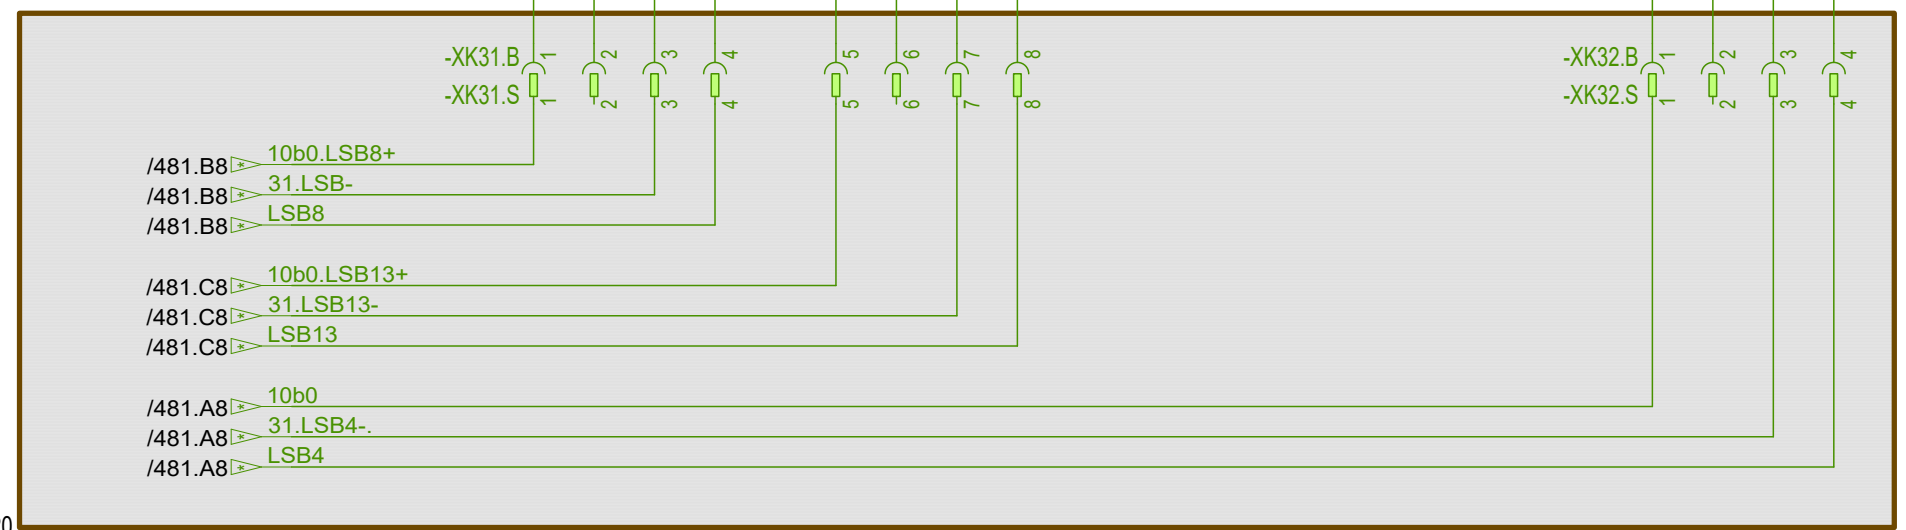 -XK31.B 1 2 3 4 5 6 7 8 -XK32.B 1 2 3 4
-XK31.S 1 2 3 4 5 6 7 8 -XK32.S 1 2 3 4
/481.B8 * 10b0.LSB8+
/481.B8 * 31.LSB-
/481.B8 * LSB8
/481.C8 * 10b0.LSB13+
/481.C8 * 31.LSB13-
/481.C8 * LSB13
/481.A8 * 10b0
/481.A8 * 31.LSB4-.
/481.A8 * LSB4